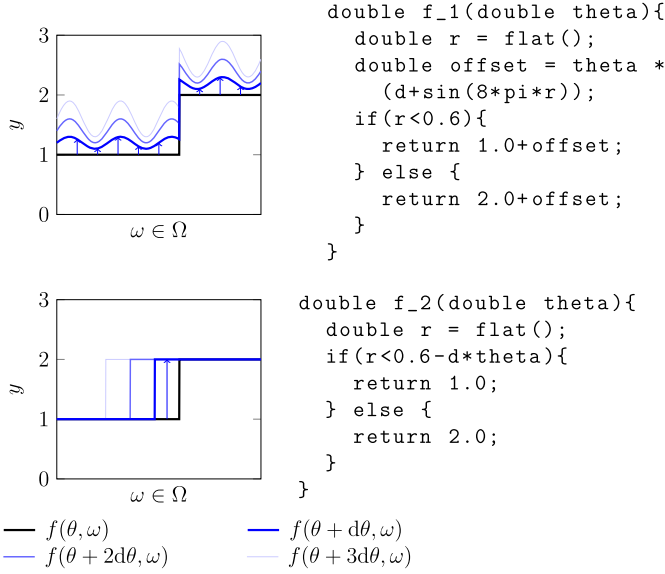 3
2
1
0
y
ω ∈ Ω
double f_1(double theta){
  double r = flat();
  double offset = theta *
    (d+sin(8*pi*r));
  if(r<0.6){
    return 1.0+offset;
  } else {
    return 2.0+offset;
  }
}
3
2
1
0
y
ω ∈ Ω
double f_2(double theta){
  double r = flat();
  if(r<0.6-d*theta){
    return 1.0;
  } else {
    return 2.0;
  }
}
f(θ, ω)
f(θ + dθ, ω)
f(θ + 2dθ, ω)
f(θ + 3dθ, ω)